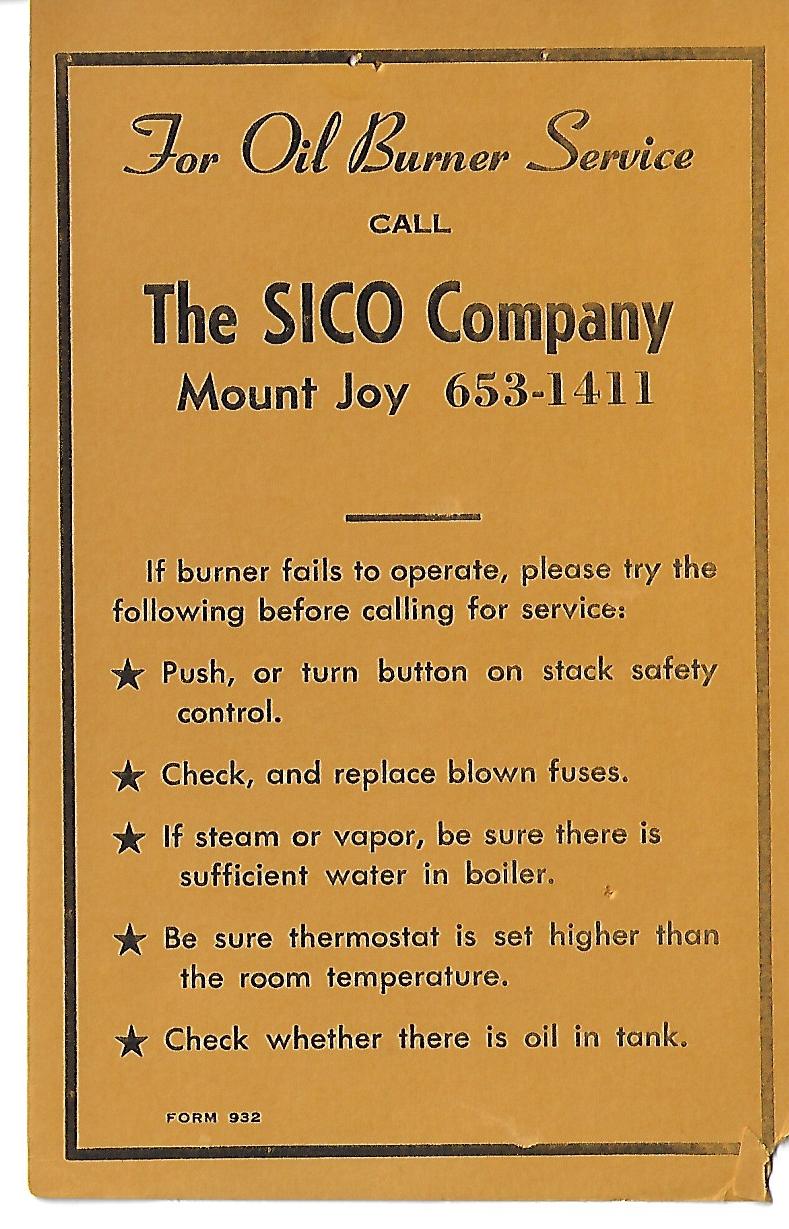 For Oil Burner Service
CALL
The SICO Company
Mount Joy 653-1411
If burner fails to operate, please try the
following before calling for service:
★ Push, or turn button on stack safety
control.
★ Check, and replace blown fuses.
★ If steam or vapor, be sure there is
sufficient water in boiler.
★ Be sure thermostat is set higher than
the room temperature.
★ Check whether there is oil in tank.
FORM 932